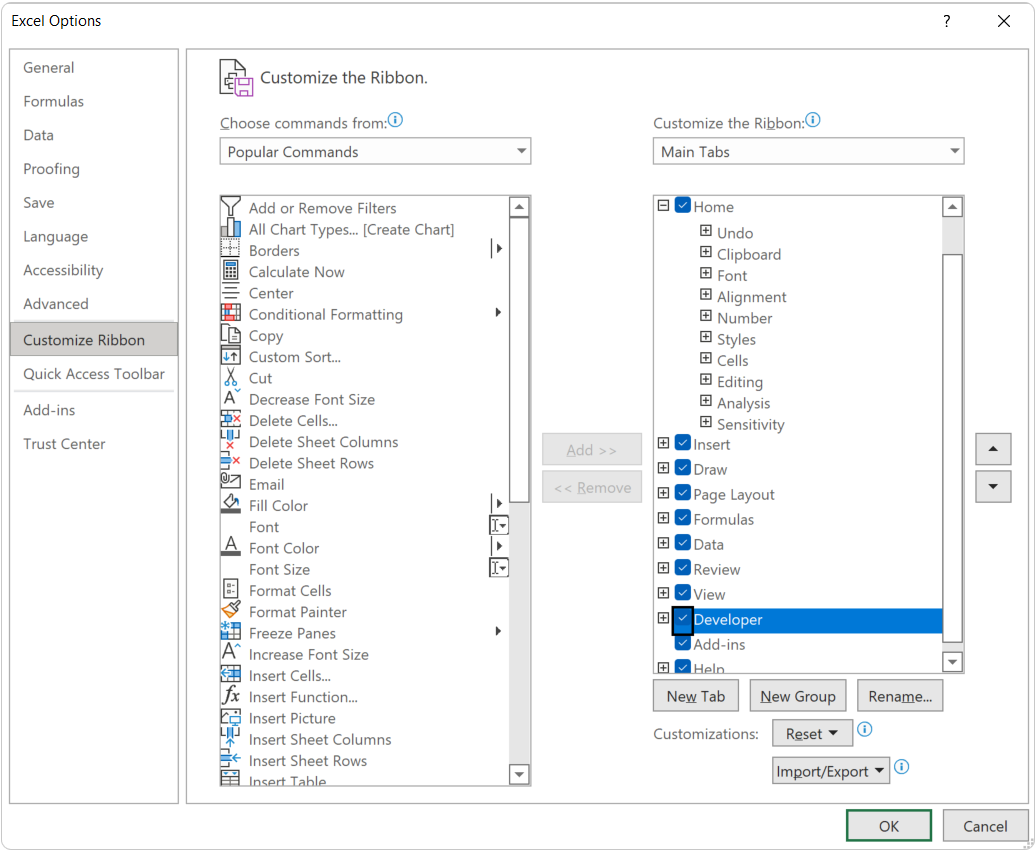 Excel Options
?
General
Formulas
Data
Proofing
Save
Language
Accessibility
Advanced
Customize Ribbon
Quick Access Toolbar
Add-ins
Trust Center
Customize the Ribbon.
Choose commands from:
Popular Commands
Add or Remove Filters
All Chart Types... [Create Chart]
Borders
Calculate Now
Center
Conditional Formatting
Copy
Custom Sort...
Cut
Decrease Font Size
Delete Cells...
Delete Sheet Columns
Delete Sheet Rows
Email
Fill Color
Font
Font Color
Font Size
Format Cells
Format Painter
Freeze Panes
Increase Font Size
Insert Cells...
Insert Function...
Insert Picture
Insert Sheet Columns
Insert Sheet Rows
Insert Table
Add >>
<< Remove
Customize the Ribbon:
Main Tabs
Home
Undo
Clipboard
Font
Alignment
Number
Styles
Cells
Editing
Analysis
Sensitivity
Insert
Draw
Page Layout
Formulas
Data
Review
View
Developer
Add-ins
Help
New Tab
New Group
Rename...
Customizations:
Reset
Import/Export
OK
Cancel